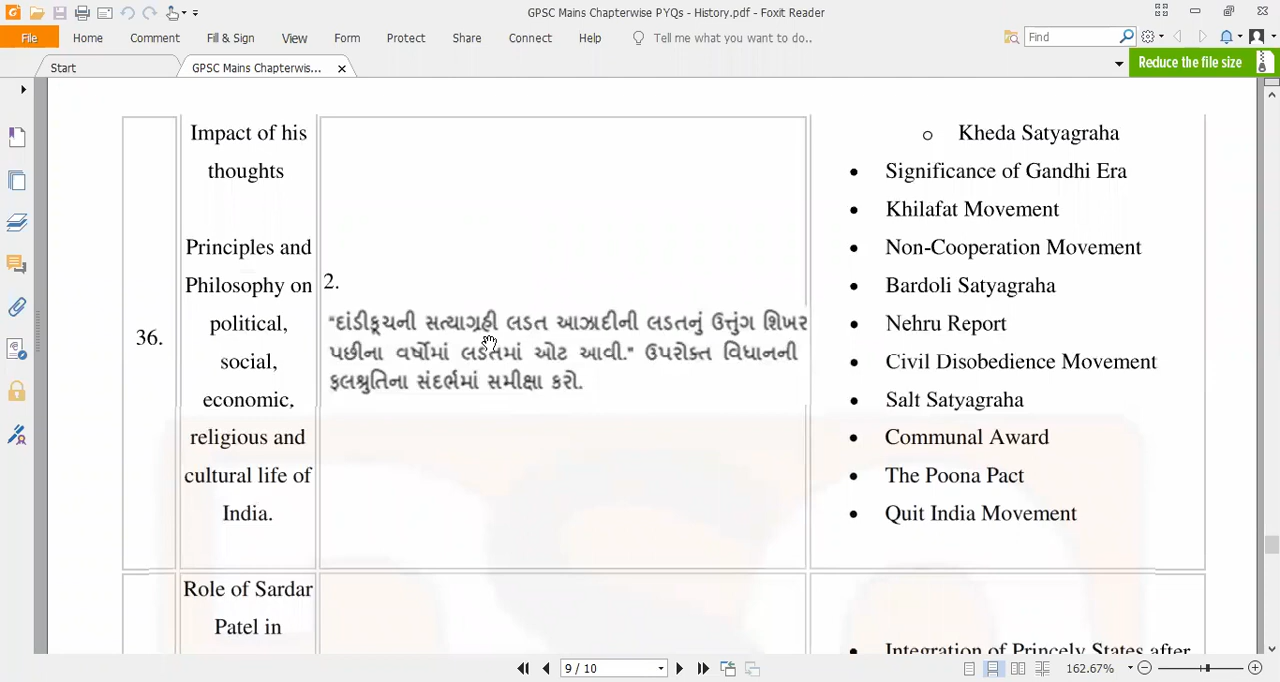 GPSC Mains Chapterwise PYQs - History.pdf - Foxit Reader
File Home Comment Fill & Sign View Form Protect Share Connect Help Tell me what you want to do.. Find
Start GPSC Mains Chapterwis... Reduce the file size
36.
Impact of his
thoughts
Principles and
Philosophy on
political,
social,
economic,
religious and
cultural life of
India.
2.
"દાંડીકૂચની સત્યાગ્રહી લડત આઝાદીની લડતનું ઉત્તુંગ શિખર
પછીના વર્ષોમાં લડતમાં ઓટ આવી." ઉપરોક્ત વિધાનની
ફલશ્રુતિના સંદર્ભમાં સમીક્ષા કરો.
o Kheda Satyagraha
• Significance of Gandhi Era
• Khilafat Movement
• Non-Cooperation Movement
• Bardoli Satyagraha
• Nehru Report
• Civil Disobedience Movement
• Salt Satyagraha
• Communal Award
• The Poona Pact
• Quit India Movement
Role of Sardar
Patel in
• Integration of Princely States after
9 / 10 162.67%